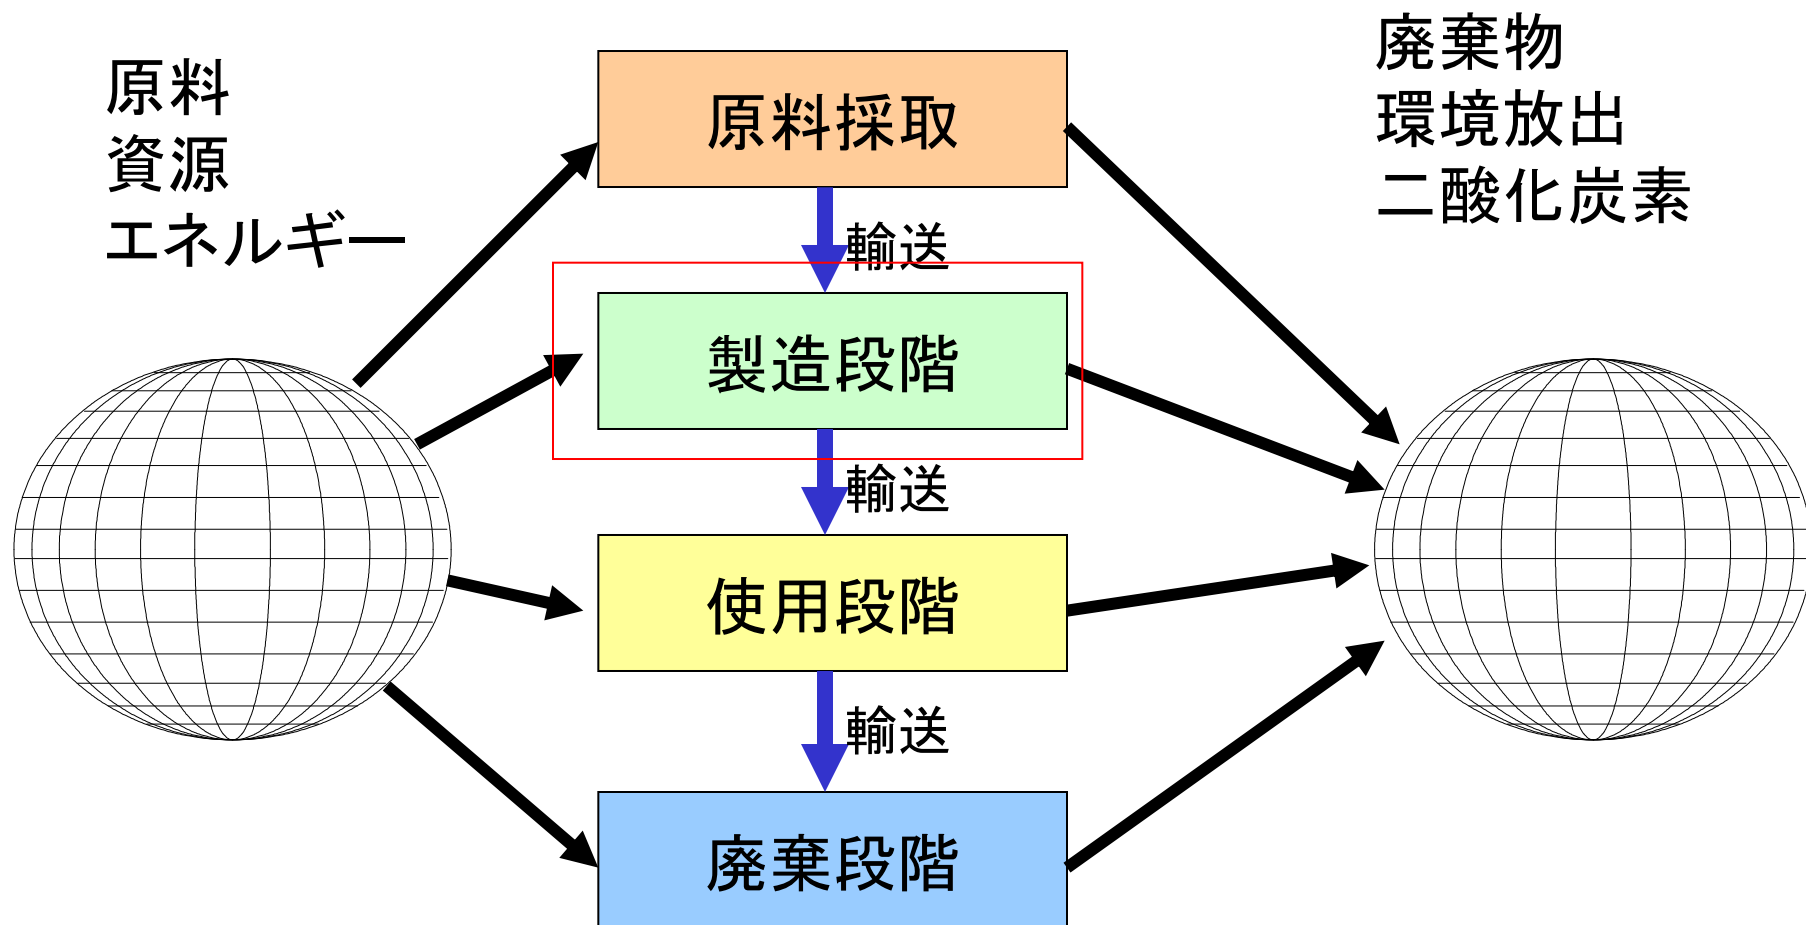 原料
資源
エネルギー
原料採取
輸送
製造段階
輸送
使用段階
輸送
廃棄段階
廃棄物
環境放出
二酸化炭素